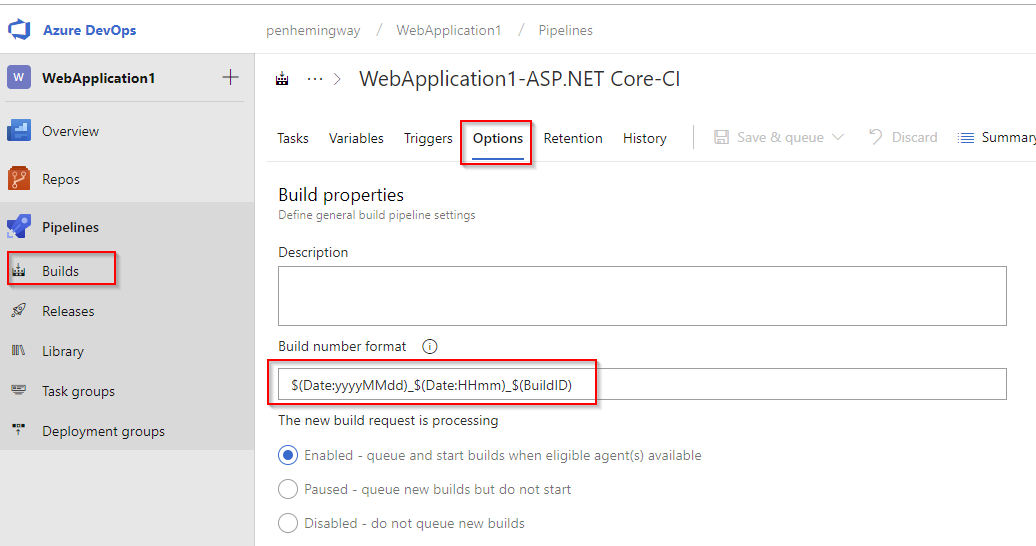 Azure DevOps
penhemingway / WebApplication1 / Pipelines
W WebApplication1 +
Overview
Repos
Pipelines
Builds
Releases
Library
Task groups
Deployment groups
··· > WebApplication1-ASP.NET Core-CI
Tasks Variables Triggers Options Retention History Save & queue Discard Summary
Build properties
Define general build pipeline settings
Description
Build number format
$(Date:yyyyMMdd)_$(Date:HHmm)_$(BuildID)
The new build request is processing
Enabled - queue and start builds when eligible agent(s) available
Paused - queue new builds but do not start
Disabled - do not queue new builds